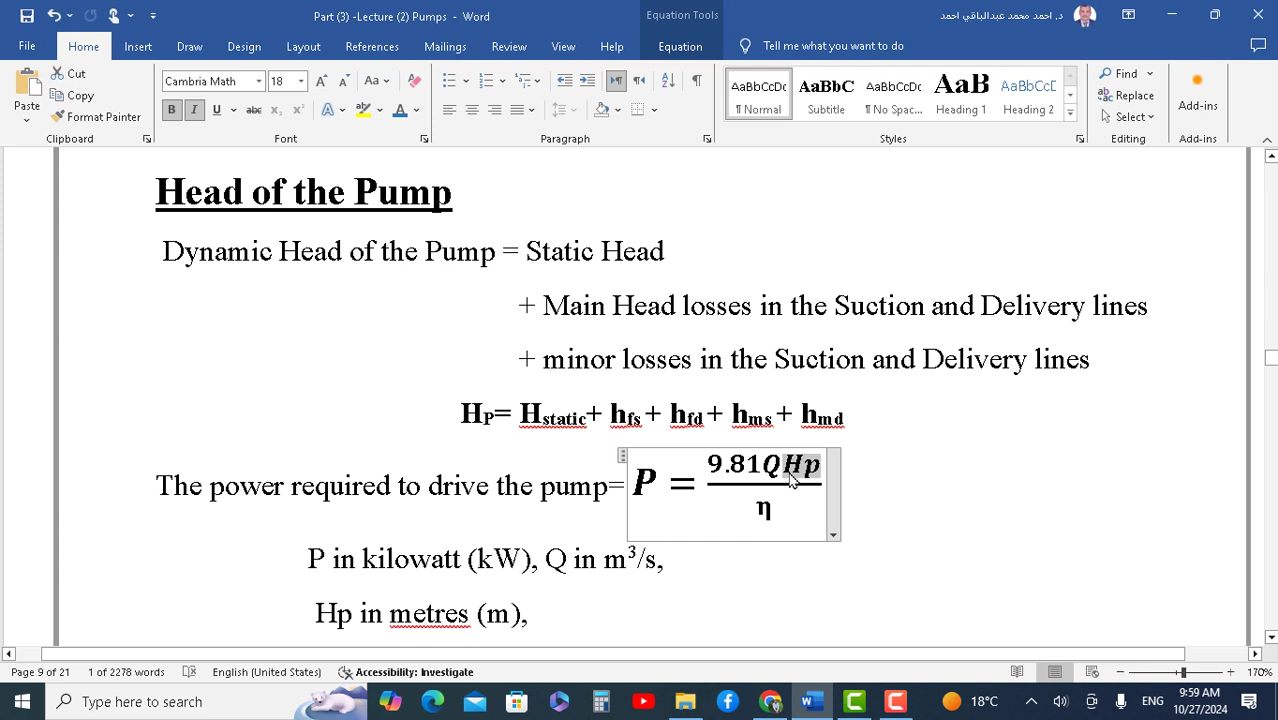 Part (3) -Lecture (2) Pumps - Word
Equation Tools
د. احمد محمد عبدالباقي احمد
File Home Insert Draw Design Layout References Mailings Review View Help Equation Tell me what you want to do
Paste
Cut
Copy
Format Painter
Clipboard
Cambria Math 18
Font
Paragraph
AaBbCcDc AaBbC AaBbCcDc AaB AaBbCcDc
¶ Normal Subtitle ¶ No Spac... Heading 1 Heading 2
Styles
Find
Replace
Select
Editing
Add-ins
Add-ins
Head of the Pump
Dynamic Head of the Pump = Static Head
+ Main Head losses in the Suction and Delivery lines
+ minor losses in the Suction and Delivery lines
H_P= H_static+ h_fs + h_fd + h_ms + h_md
The power required to drive the pump= P = 9.81QHp / η
P in kilowatt (kW), Q in m³/s,
Hp in metres (m),
Page 9 of 21 1 of 2278 words English (United States) Accessibility: Investigate 170%
Type here to search
18°C ENG 9:59 AM
10/27/2024